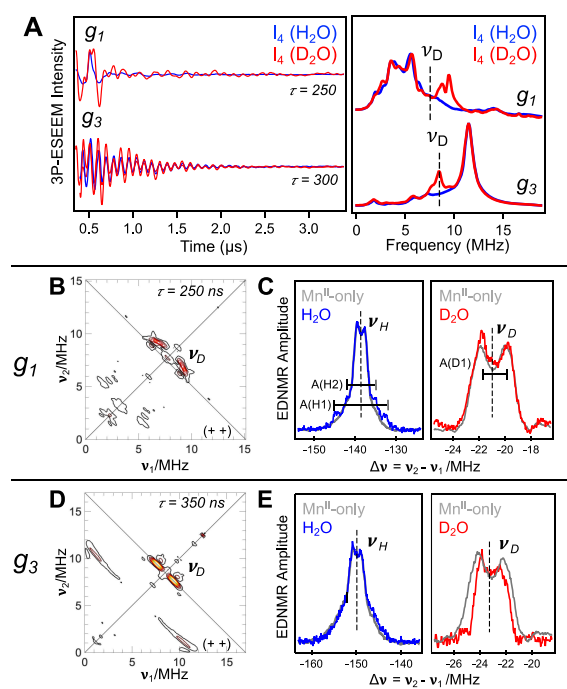 A
3P-ESEEM Intensity
g1
I4 (H2O)
I4 (D2O)
τ = 250
g3
τ = 300
0.5 1.0 1.5 2.0 2.5 3.0
Time (µs)
I4 (H2O)
I4 (D2O)
νD
g1
νD
g3
0 5 10 15
Frequency (MHz)
g1
B
τ = 250 ns
15
10
5
0
ν2/MHz
νD
(+ +)
0 5 10 15
ν1/MHz
C
EDNMR Amplitude
MnII-only
H2O
νH
A(H2)
A(H1)
-150 -140 -130
MnII-only
D2O
νD
A(D1)
-24 -22 -20 -18
Δν = ν2 - ν1 /MHz
g3
D
τ = 350 ns
15
10
5
0
ν2/MHz
νD
(+ +)
0 5 10 15
ν1/MHz
E
EDNMR Amplitude
MnII-only
H2O
νH
-160 -150 -140
MnII-only
D2O
νD
-26 -24 -22 -20
Δν = ν2 - ν1 /MHz